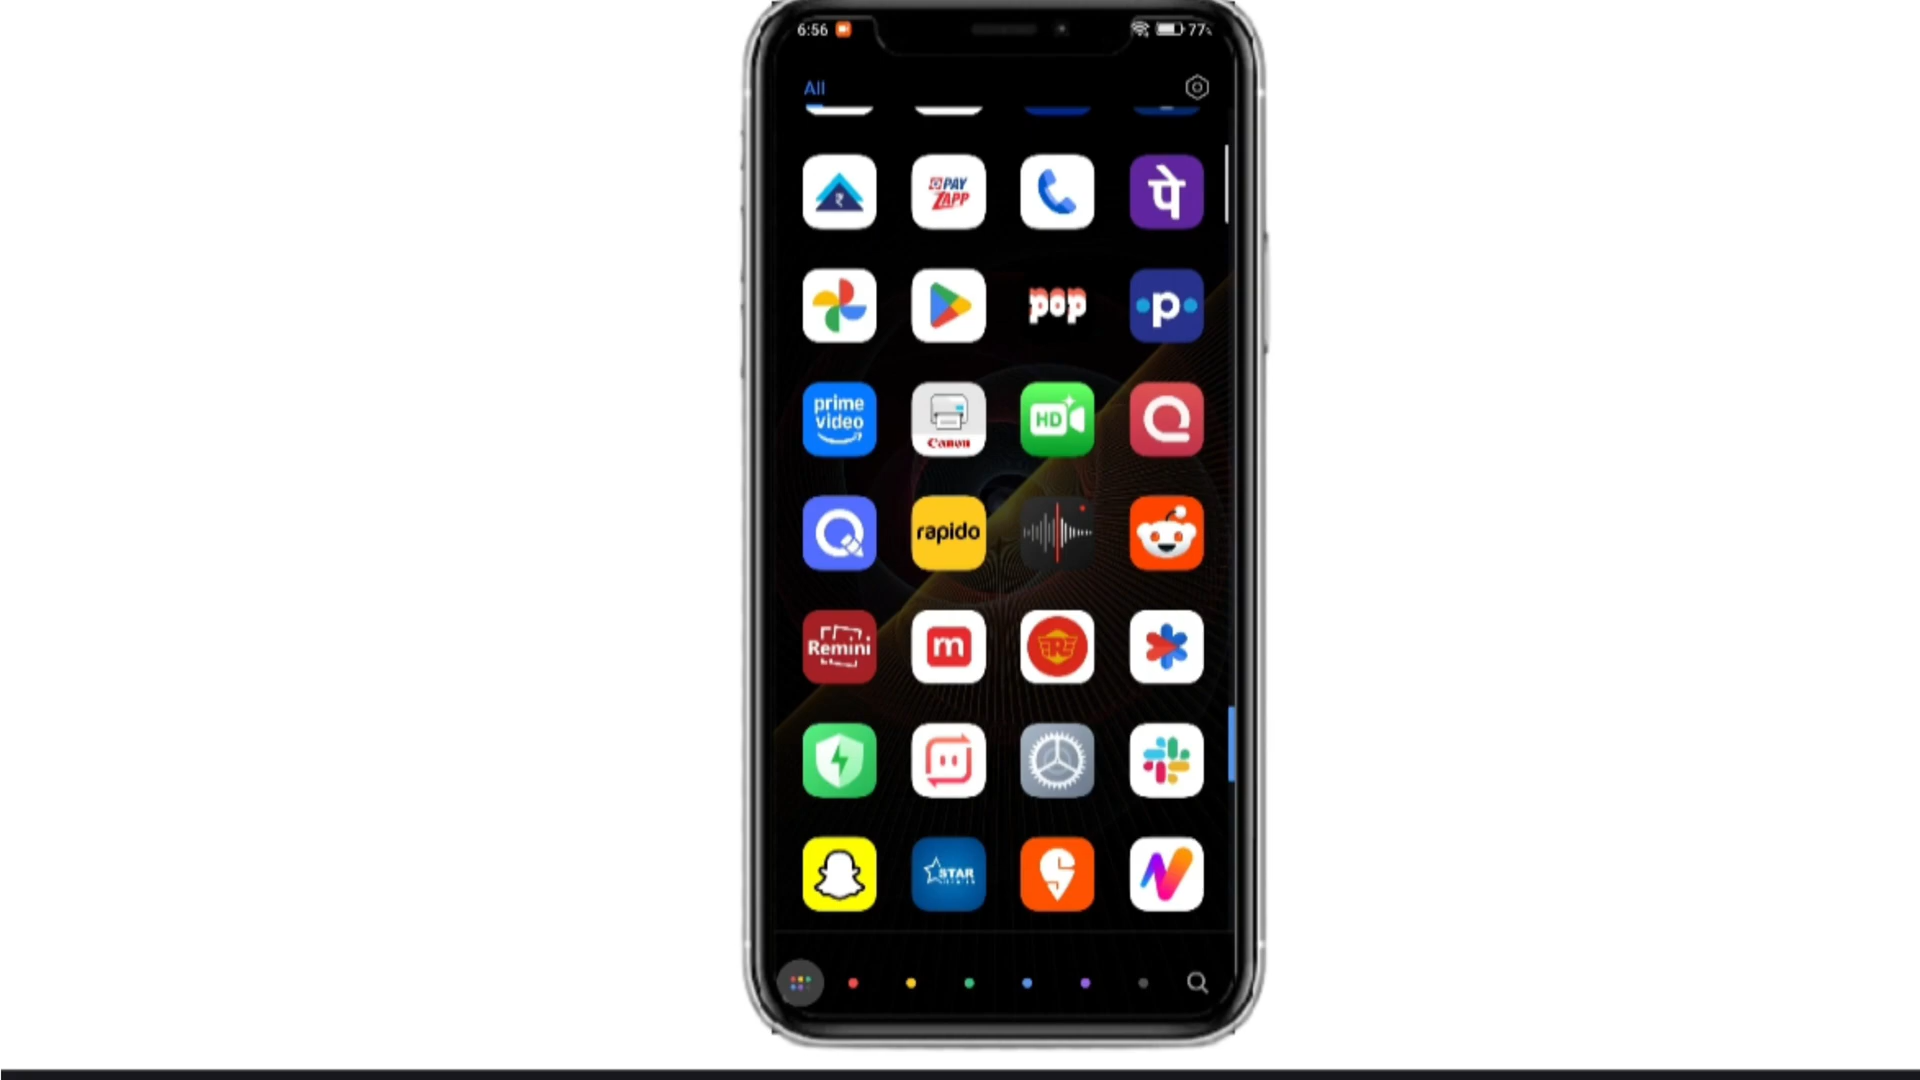 6:56
77%
All
₹
PAY
ZAPP
पे
pop
p
prime
video
Canon
HD
rapido
Remini
m
R
STAR